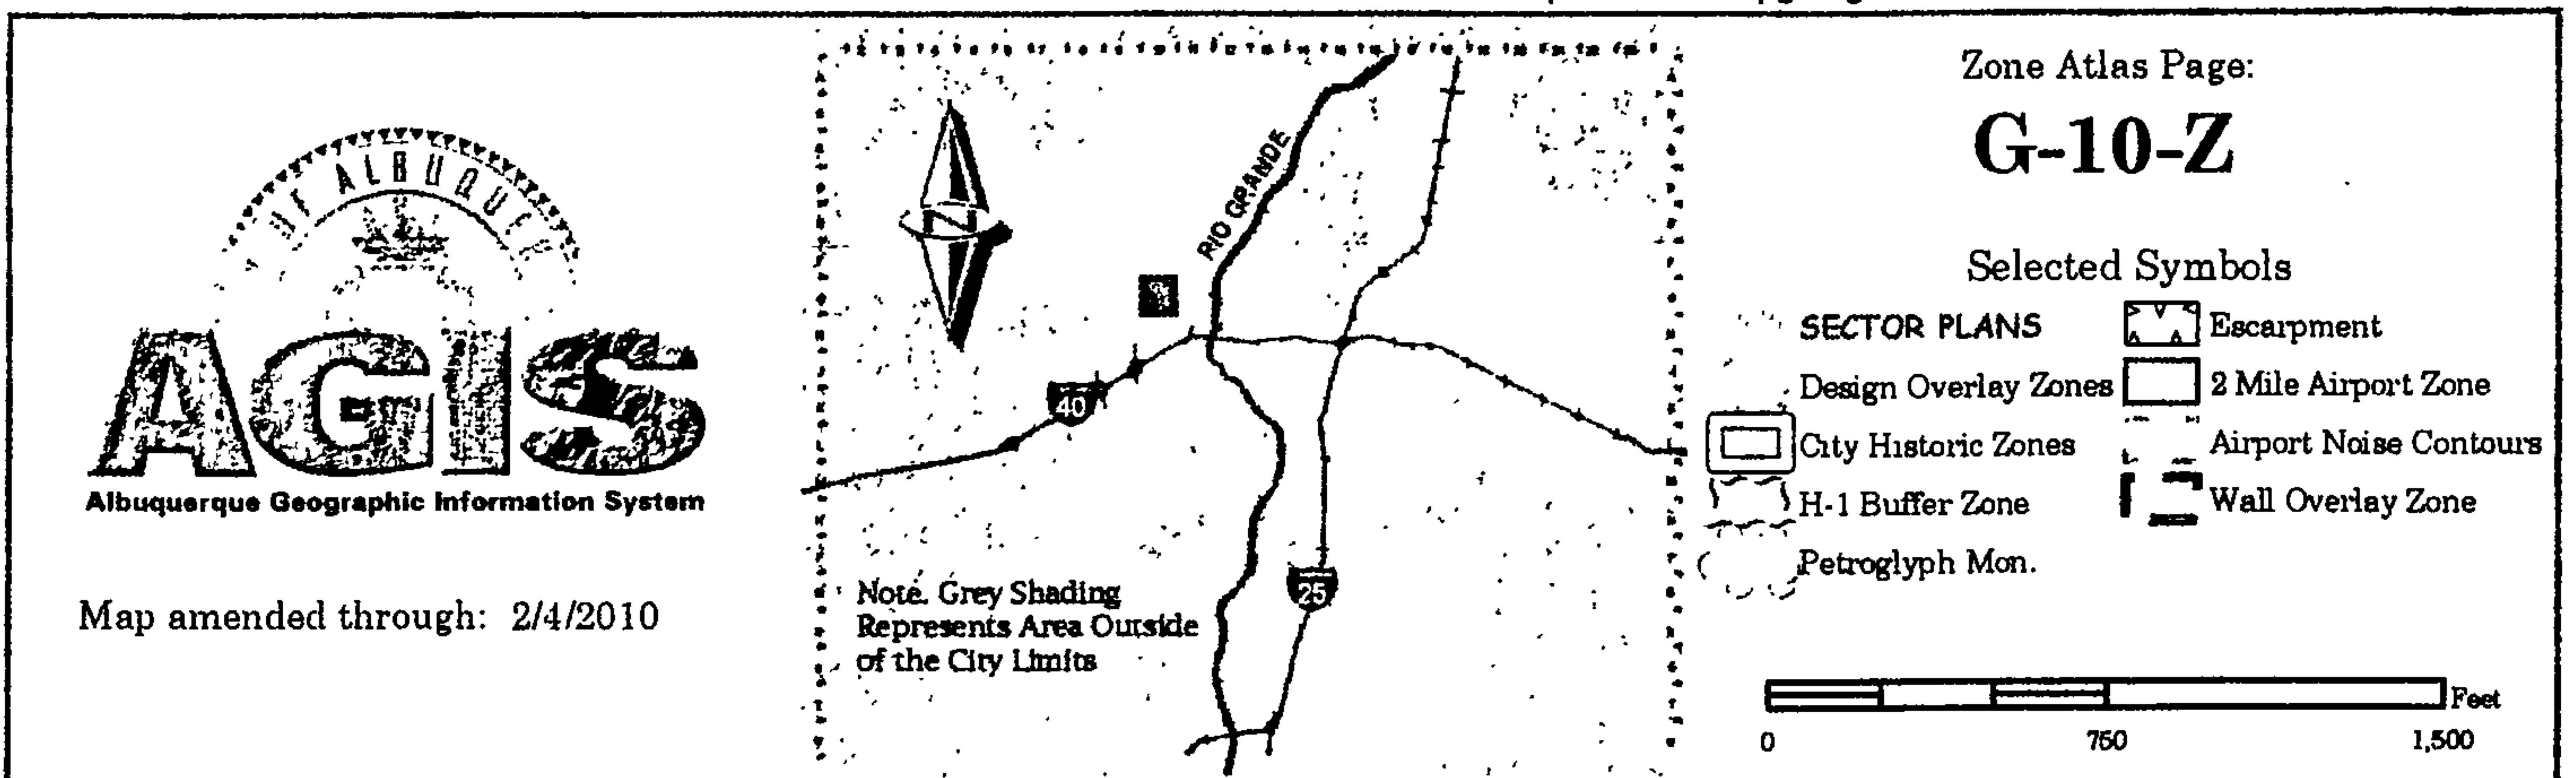 ALBUQUE
AGIS
Albuquerque Geographic Information System
Map amended through: 2/4/2010
N
RIO GRANDE
40
25
Note. Grey Shading
Represents Area Outside
of the City Limits
Zone Atlas Page:
G-10-Z
Selected Symbols
SECTOR PLANS
Escarpment
Design Overlay Zones
2 Mile Airport Zone
City Historic Zones
Airport Noise Contours
H-1 Buffer Zone
Wall Overlay Zone
Petroglyph Mon.
Feet
0 750 1,500